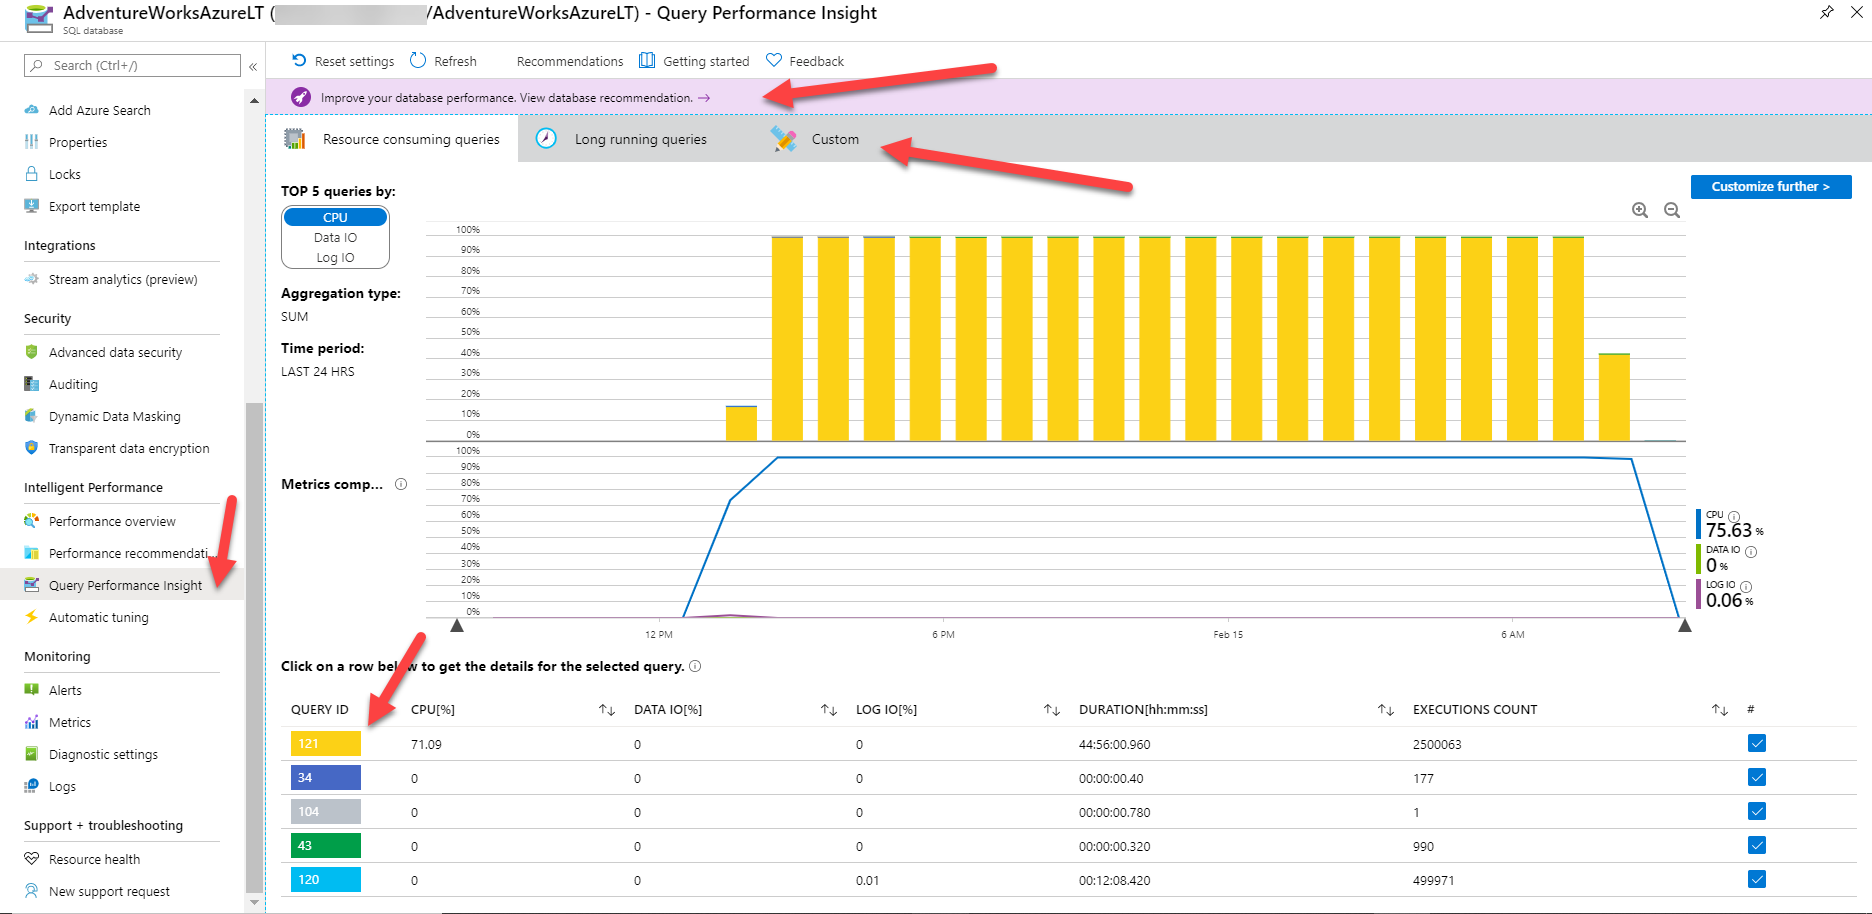 AdventureWorksAzureLT (/AdventureWorksAzureLT) - Query Performance Insight
SQL database
Search (Ctrl+/)
«
Add Azure Search
Properties
Locks
Export template
Integrations
Stream analytics (preview)
Security
Advanced data security
Auditing
Dynamic Data Masking
Transparent data encryption
Intelligent Performance
Performance overview
Performance recommendati...
Query Performance Insight
Automatic tuning
Monitoring
Alerts
Metrics
Diagnostic settings
Logs
Support + troubleshooting
Resource health
New support request
Reset settings Refresh Recommendations Getting started Feedback
Improve your database performance. View database recommendation. →
Resource consuming queries Long running queries Custom
Customize further >
TOP 5 queries by:
CPU
Data IO
Log IO
Aggregation type:
SUM
Time period:
LAST 24 HRS
100%
90%
80%
70%
60%
50%
40%
30%
20%
10%
0%
Metrics comp...
100%
90%
80%
70%
60%
50%
40%
30%
20%
10%
0%
12 PM 6 PM Feb 15 6 AM
CPU
75.63 %
DATA IO
0 %
LOG IO
0.06 %
Click on a row below to get the details for the selected query.
QUERY ID CPU[%] DATA IO[%] LOG IO[%] DURATION[hh:mm:ss] EXECUTIONS COUNT #
121 71.09 0 0 44:56:00.960 2500063
34 0 0 0 00:00:00.40 177
104 0 0 0 00:00:00.780 1
43 0 0 0 00:00:00.320 990
120 0 0 0.01 00:12:08.420 499971